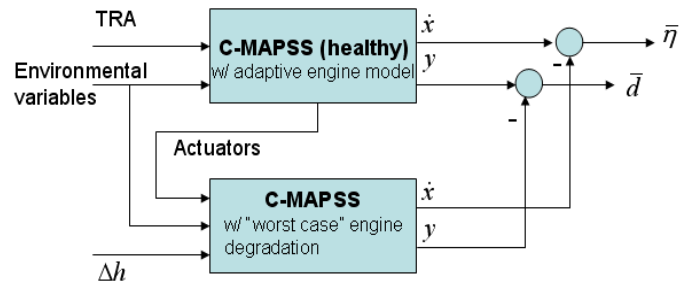 TRA
Environmental
variables
C-MAPSS (healthy)
w/ adaptive engine model
ẋ
y
-
-
η̄
d̄
Actuators
C-MAPSS
w/ "worst case" engine
degradation
ẋ
y
Δh